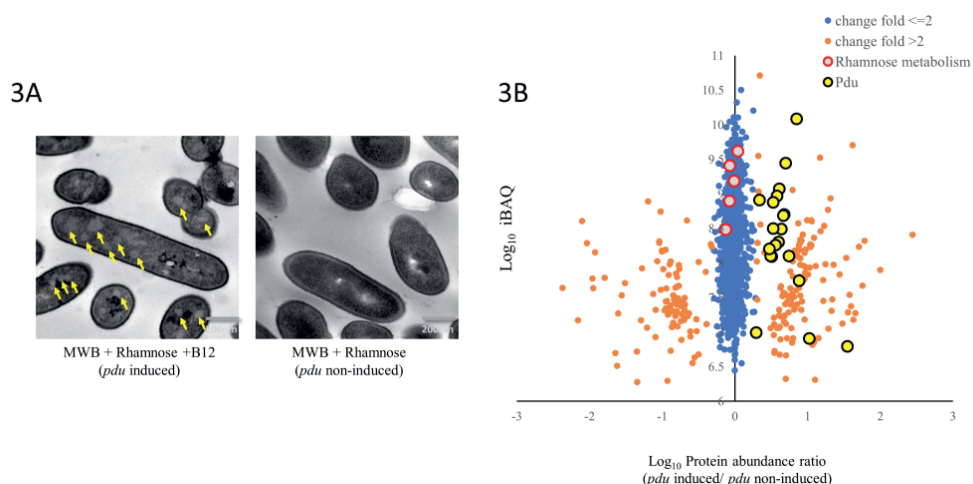 3A
MWB + Rhamnose +B12
(pdu induced)
200nm
MWB + Rhamnose
(pdu non-induced)
3B
change fold <=2
change fold >2
Rhamnose metabolism
Pdu
Log10 iBAQ
11
10.5
10
9.5
8
6.5
6
-3
-2
-1
0
1
2
3
Log10 Protein abundance ratio
(pdu induced/ pdu non-induced)